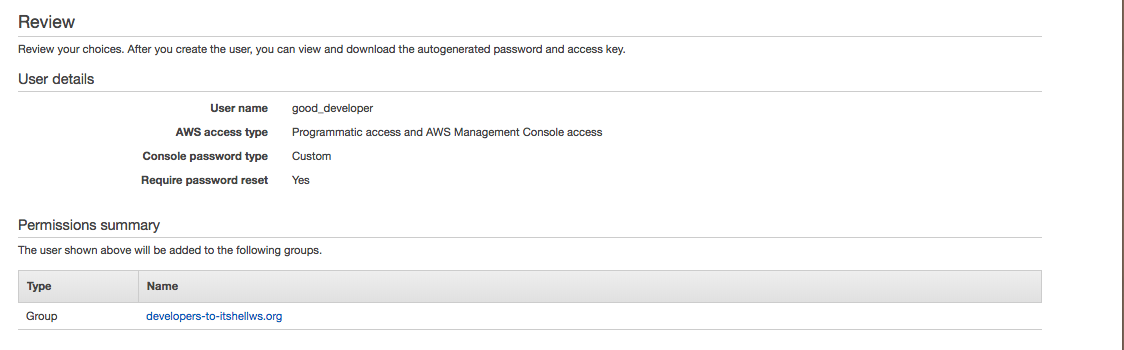 Review
Review your choices. After you create the user, you can view and download the autogenerated password and access key.
User details
User name good_developer
AWS access type Programmatic access and AWS Management Console access
Console password type Custom
Require password reset Yes
Permissions summary
The user shown above will be added to the following groups.
Type Name
Group developers-to-itshellws.org